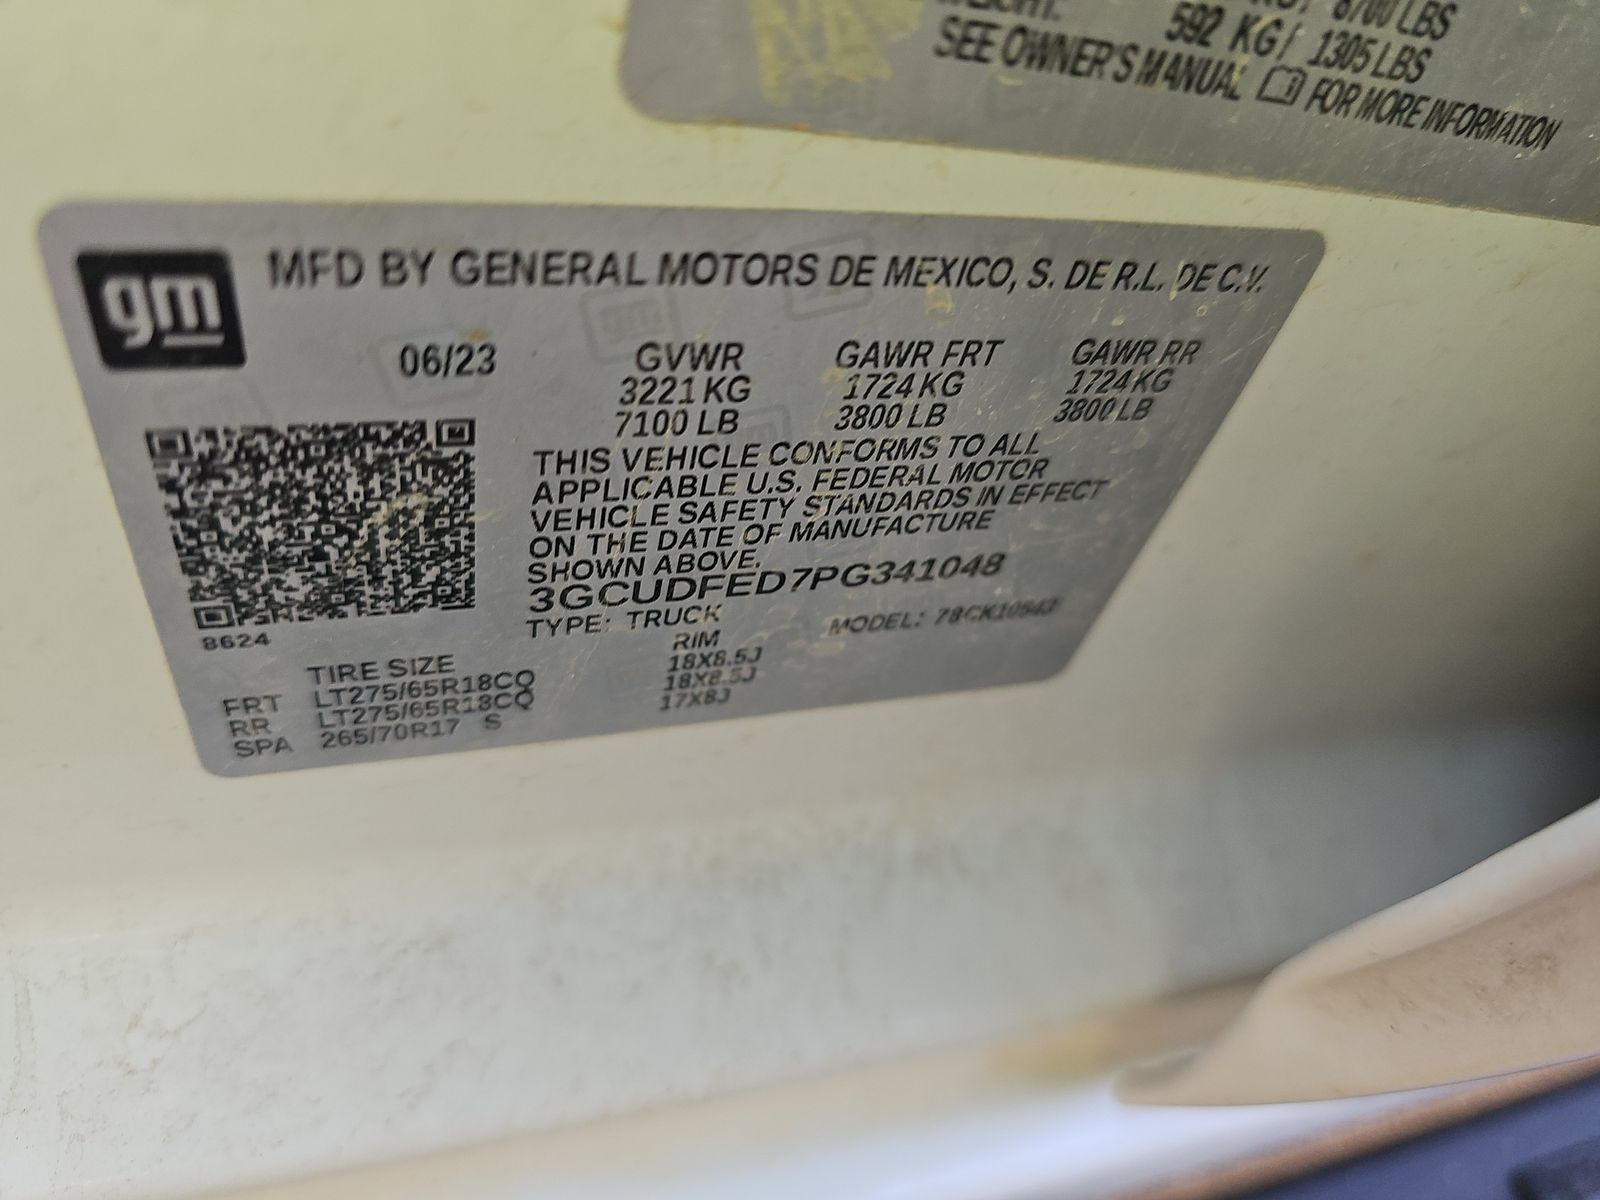 8700 LBS
592 KG/ 1305 LBS
SEE OWNER'S MANUAL FOR MORE INFORMATION
gm
MFD BY GENERAL MOTORS DE MEXICO, S. DE R.L. DE C.V.
06/23 GVWR GAWR FRT GAWR RR
3221 KG 1724 KG 1724 KG
7100 LB 3800 LB 3800 LB
THIS VEHICLE CONFORMS TO ALL
APPLICABLE U.S. FEDERAL MOTOR
VEHICLE SAFETY STANDARDS IN EFFECT
ON THE DATE OF MANUFACTURE
SHOWN ABOVE.
3GCUDFED7PG341048
TYPE: TRUCK MODEL: 78CK10543
8624
TIRE SIZE RIM
FRT LT275/65R18CQ 18X8.5J
RR LT275/65R18CQ 18X8.5J
SPA 265/70R17 S 17X8J